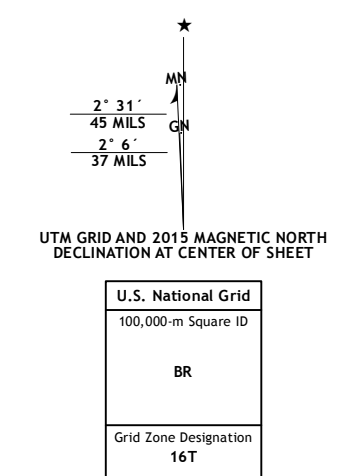 ★
MN
2° 31´
45 MILS
GN
2° 6´
37 MILS
UTM GRID AND 2015 MAGNETIC NORTH
DECLINATION AT CENTER OF SHEET
U.S. National Grid
100,000-m Square ID
BR
Grid Zone Designation
16T